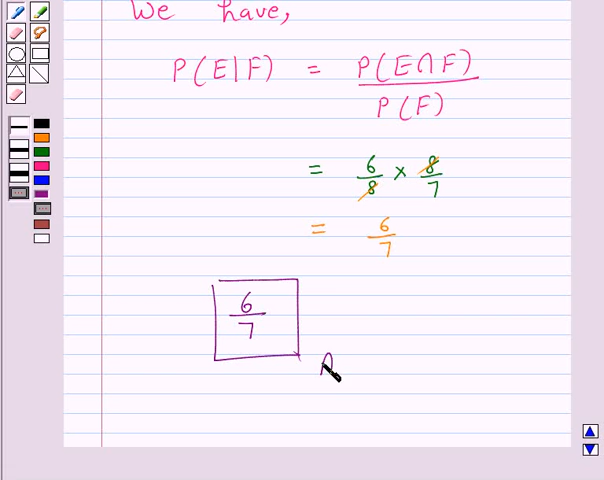 We have,
P(E|F) = P(E∩F)/P(F)
= 6/8 × 8/7
= 6/7
6/7
A